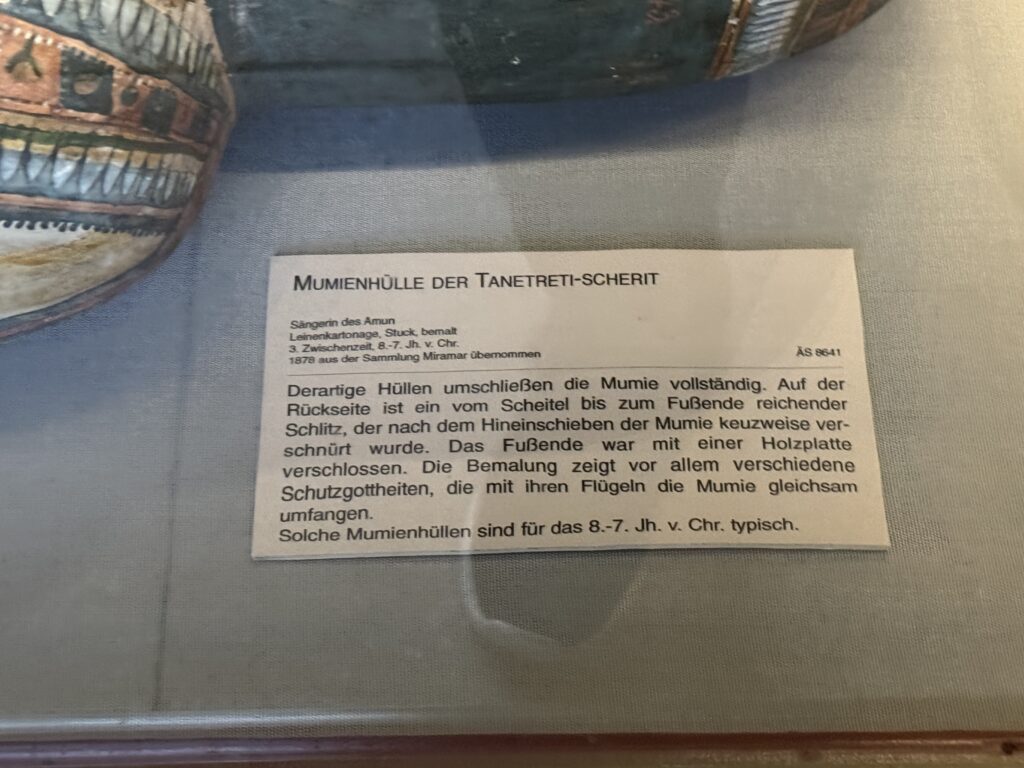 MUMIENHÜLLE DER TANETRETI-SCHERIT
Sängerin des Amun
Leinenkartonage, Stuck, bemalt
3. Zwischenzeit, 8.-7. Jh. v. Chr.
1878 aus der Sammlung Miramar übernommen
ÄS 8641
Derartige Hüllen umschließen die Mumie vollständig. Auf der
Rückseite ist ein vom Scheitel bis zum Fußende reichender
Schlitz, der nach dem Hineinschieben der Mumie keuzweise ver-
schnürt wurde. Das Fußende war mit einer Holzplatte
verschlossen. Die Bemalung zeigt vor allem verschiedene
Schutzgottheiten, die mit ihren Flügeln die Mumie gleichsam
umfangen.
Solche Mumienhüllen sind für das 8.-7. Jh. v. Chr. typisch.